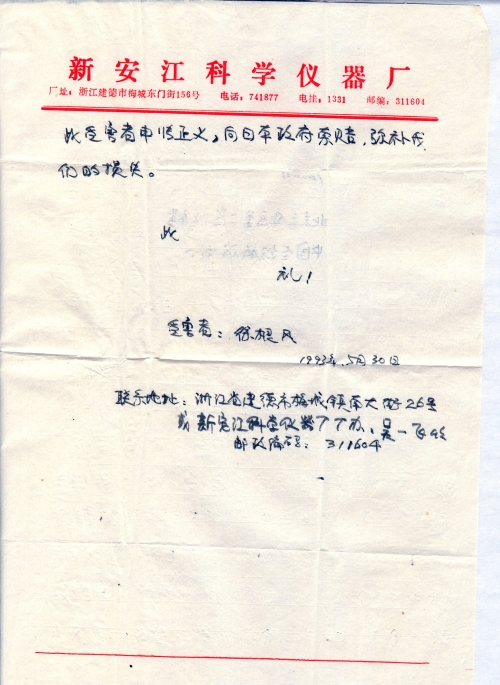 新安江科学仪器厂
厂址：浙江建德市梅城东门街156号 电话：741877 电挂：1331 邮编：311604
此受害者申张正义，向日本政府索赔，弥补我
们的损失。
此
礼！
受害者：徐
1993年5月30日
联系地址：浙江省建德市梅城镇南大街26号
或新安江科学仪器厂厂办，吴一
邮政编码：311604